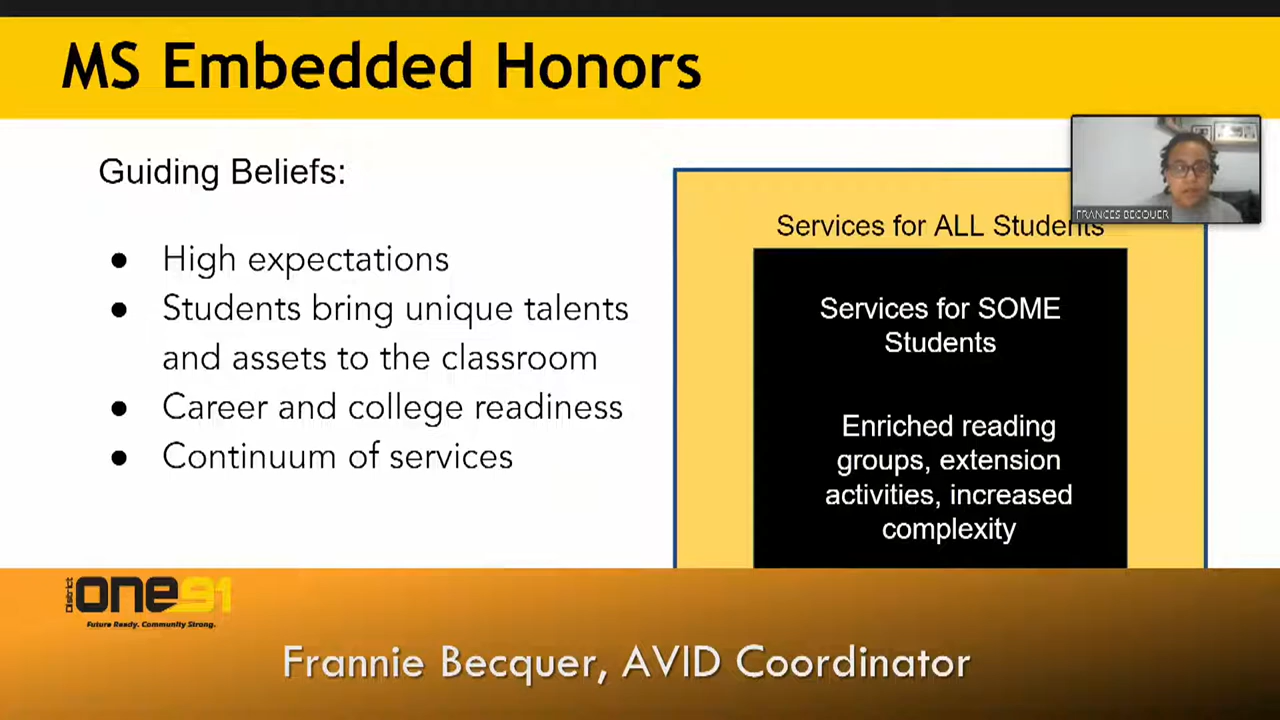 MS Embedded Honors
Guiding Beliefs:
● High expectations
● Students bring unique talents
and assets to the classroom
● Career and college readiness
● Continuum of services
FRANCES BECQUER
Services for ALL Students
Services for SOME
Students
Enriched reading
groups, extension
activities, increased
complexity
District
one91
Future Ready. Community Strong.
Frannie Becquer, AVID Coordinator